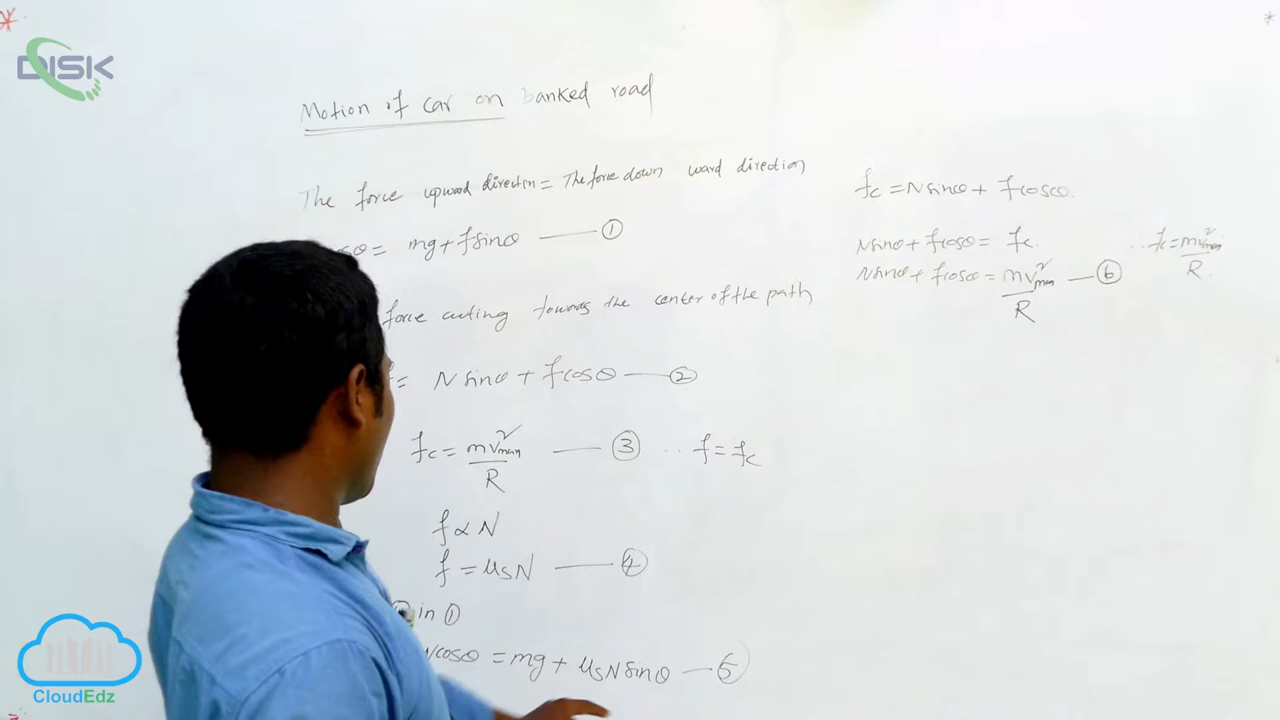 DISK
Motion of car on banked road
The force upward direction = The force down ward direction
cosθ = mg + f sinθ —— ①
force acting towards the center of the path
= N sinθ + f cosθ —— ②
fc = mv²max / R —— ③ ∴ f = fc
f ∝ N
f = μsN —— ④
in ①
N cosθ = mg + μsN sinθ — 5
fc = N sinθ + f cosθ.
N sinθ + f cosθ = fc. ∴ fc = mv²max / R.
N sinθ + f cosθ = mv²max / R — ⑥
CloudEdz